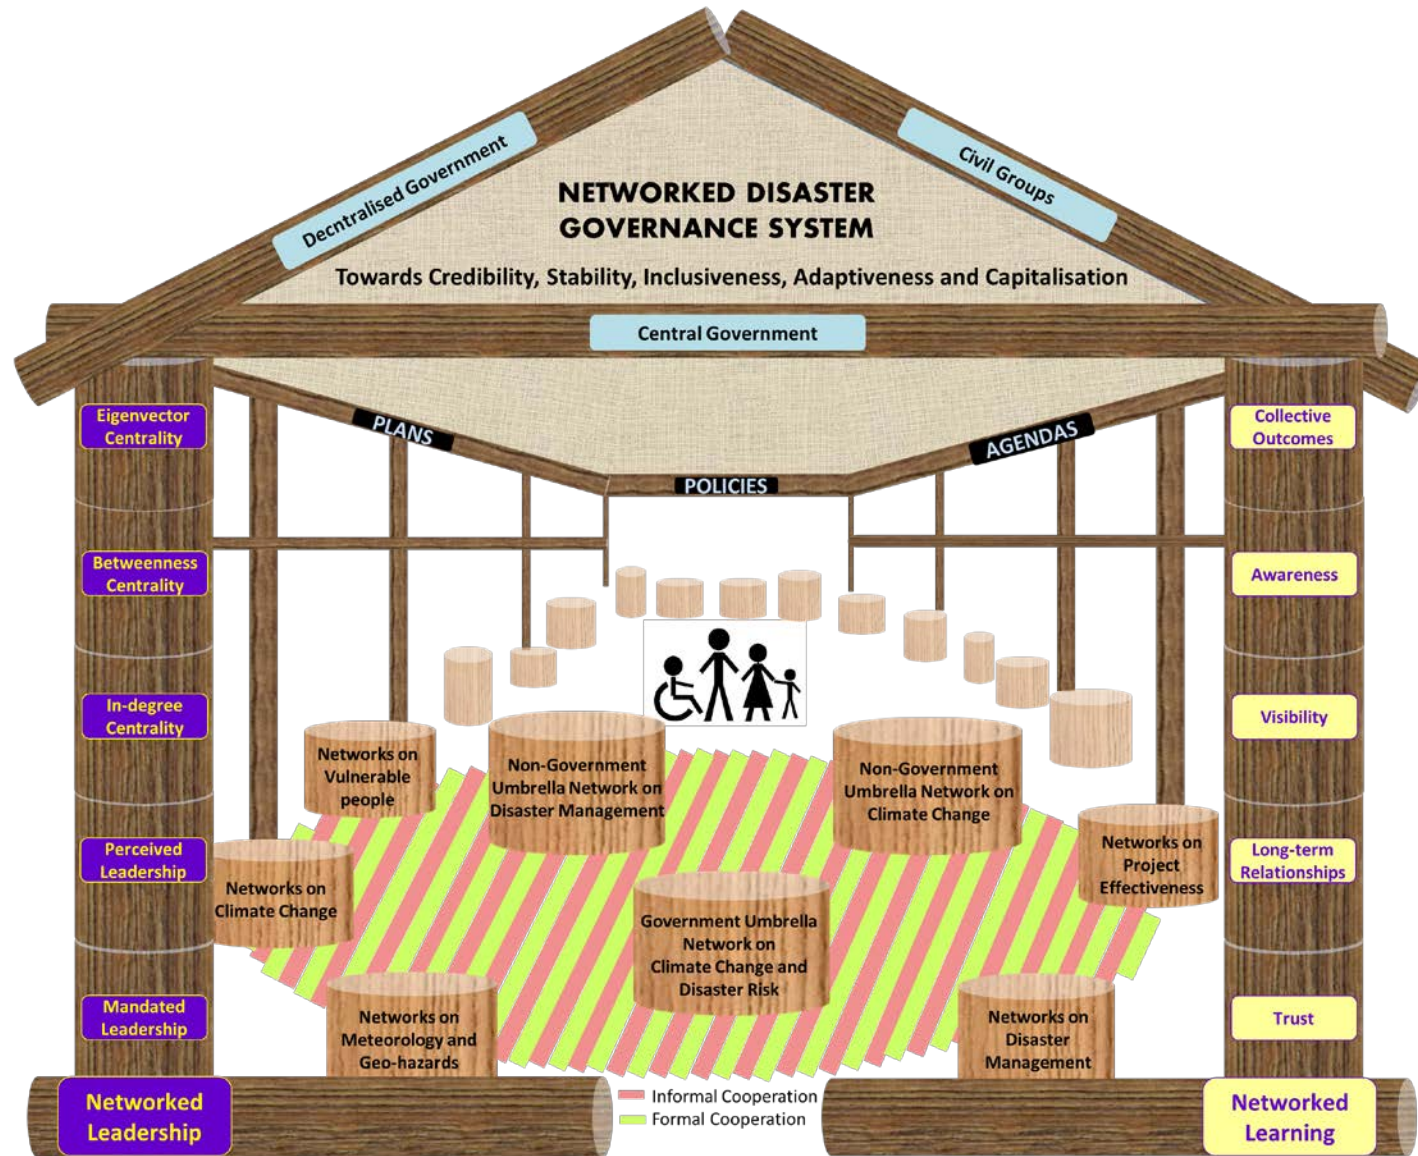 Decntralised Government
Civil Groups
NETWORKED DISASTER
GOVERNANCE SYSTEM
Towards Credibility, Stability, Inclusiveness, Adaptiveness and Capitalisation
Central Government
PLANS
POLICIES
AGENDAS
Eigenvector
Centrality
Betweenness
Centrality
In-degree
Centrality
Perceived
Leadership
Mandated
Leadership
Networked
Leadership
Collective
Outcomes
Awareness
Visibility
Long-term
Relationships
Trust
Networked
Learning
Networks on
Vulnerable
people
Non-Government
Umbrella Network on
Disaster Management
Non-Government
Umbrella Network on
Climate Change
Networks on
Project
Effectiveness
Networks on
Climate Change
Government Umbrella
Network on
Climate Change and
Disaster Risk
Networks on
Meteorology and
Geo-hazards
Networks on
Disaster
Management
Informal Cooperation
Formal Cooperation